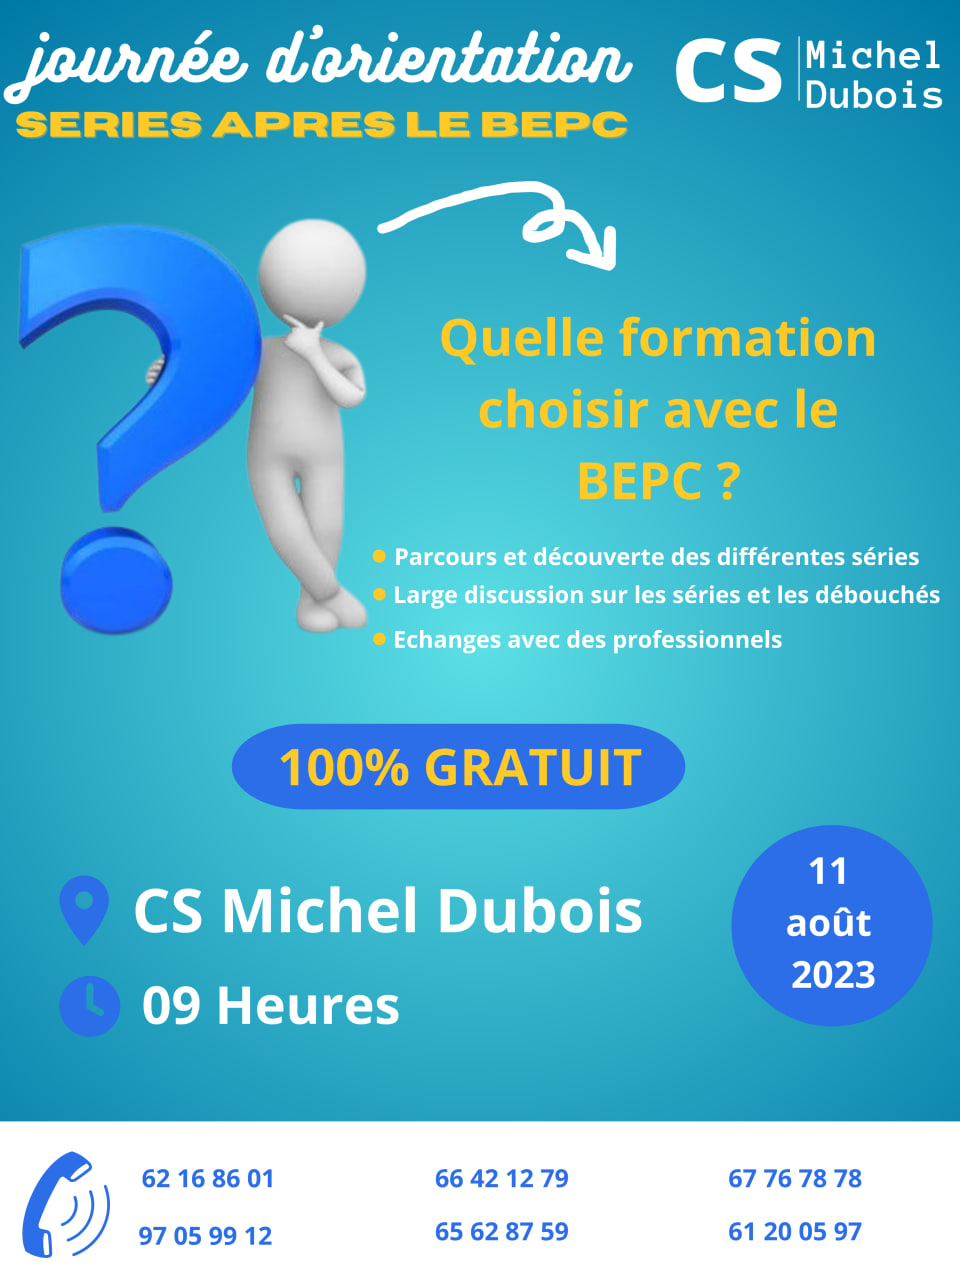 journée d'orientation
SERIES APRES LE BEPC
CS Michel
Dubois
Quelle formation
choisir avec le
BEPC ?
Parcours et découverte des différentes séries
Large discussion sur les séries et les débouchés
Echanges avec des professionnels
100% GRATUIT
CS Michel Dubois
09 Heures
11
août
2023
62 16 86 01
66 42 12 79
67 76 78 78
97 05 99 12
65 62 87 59
61 20 05 97